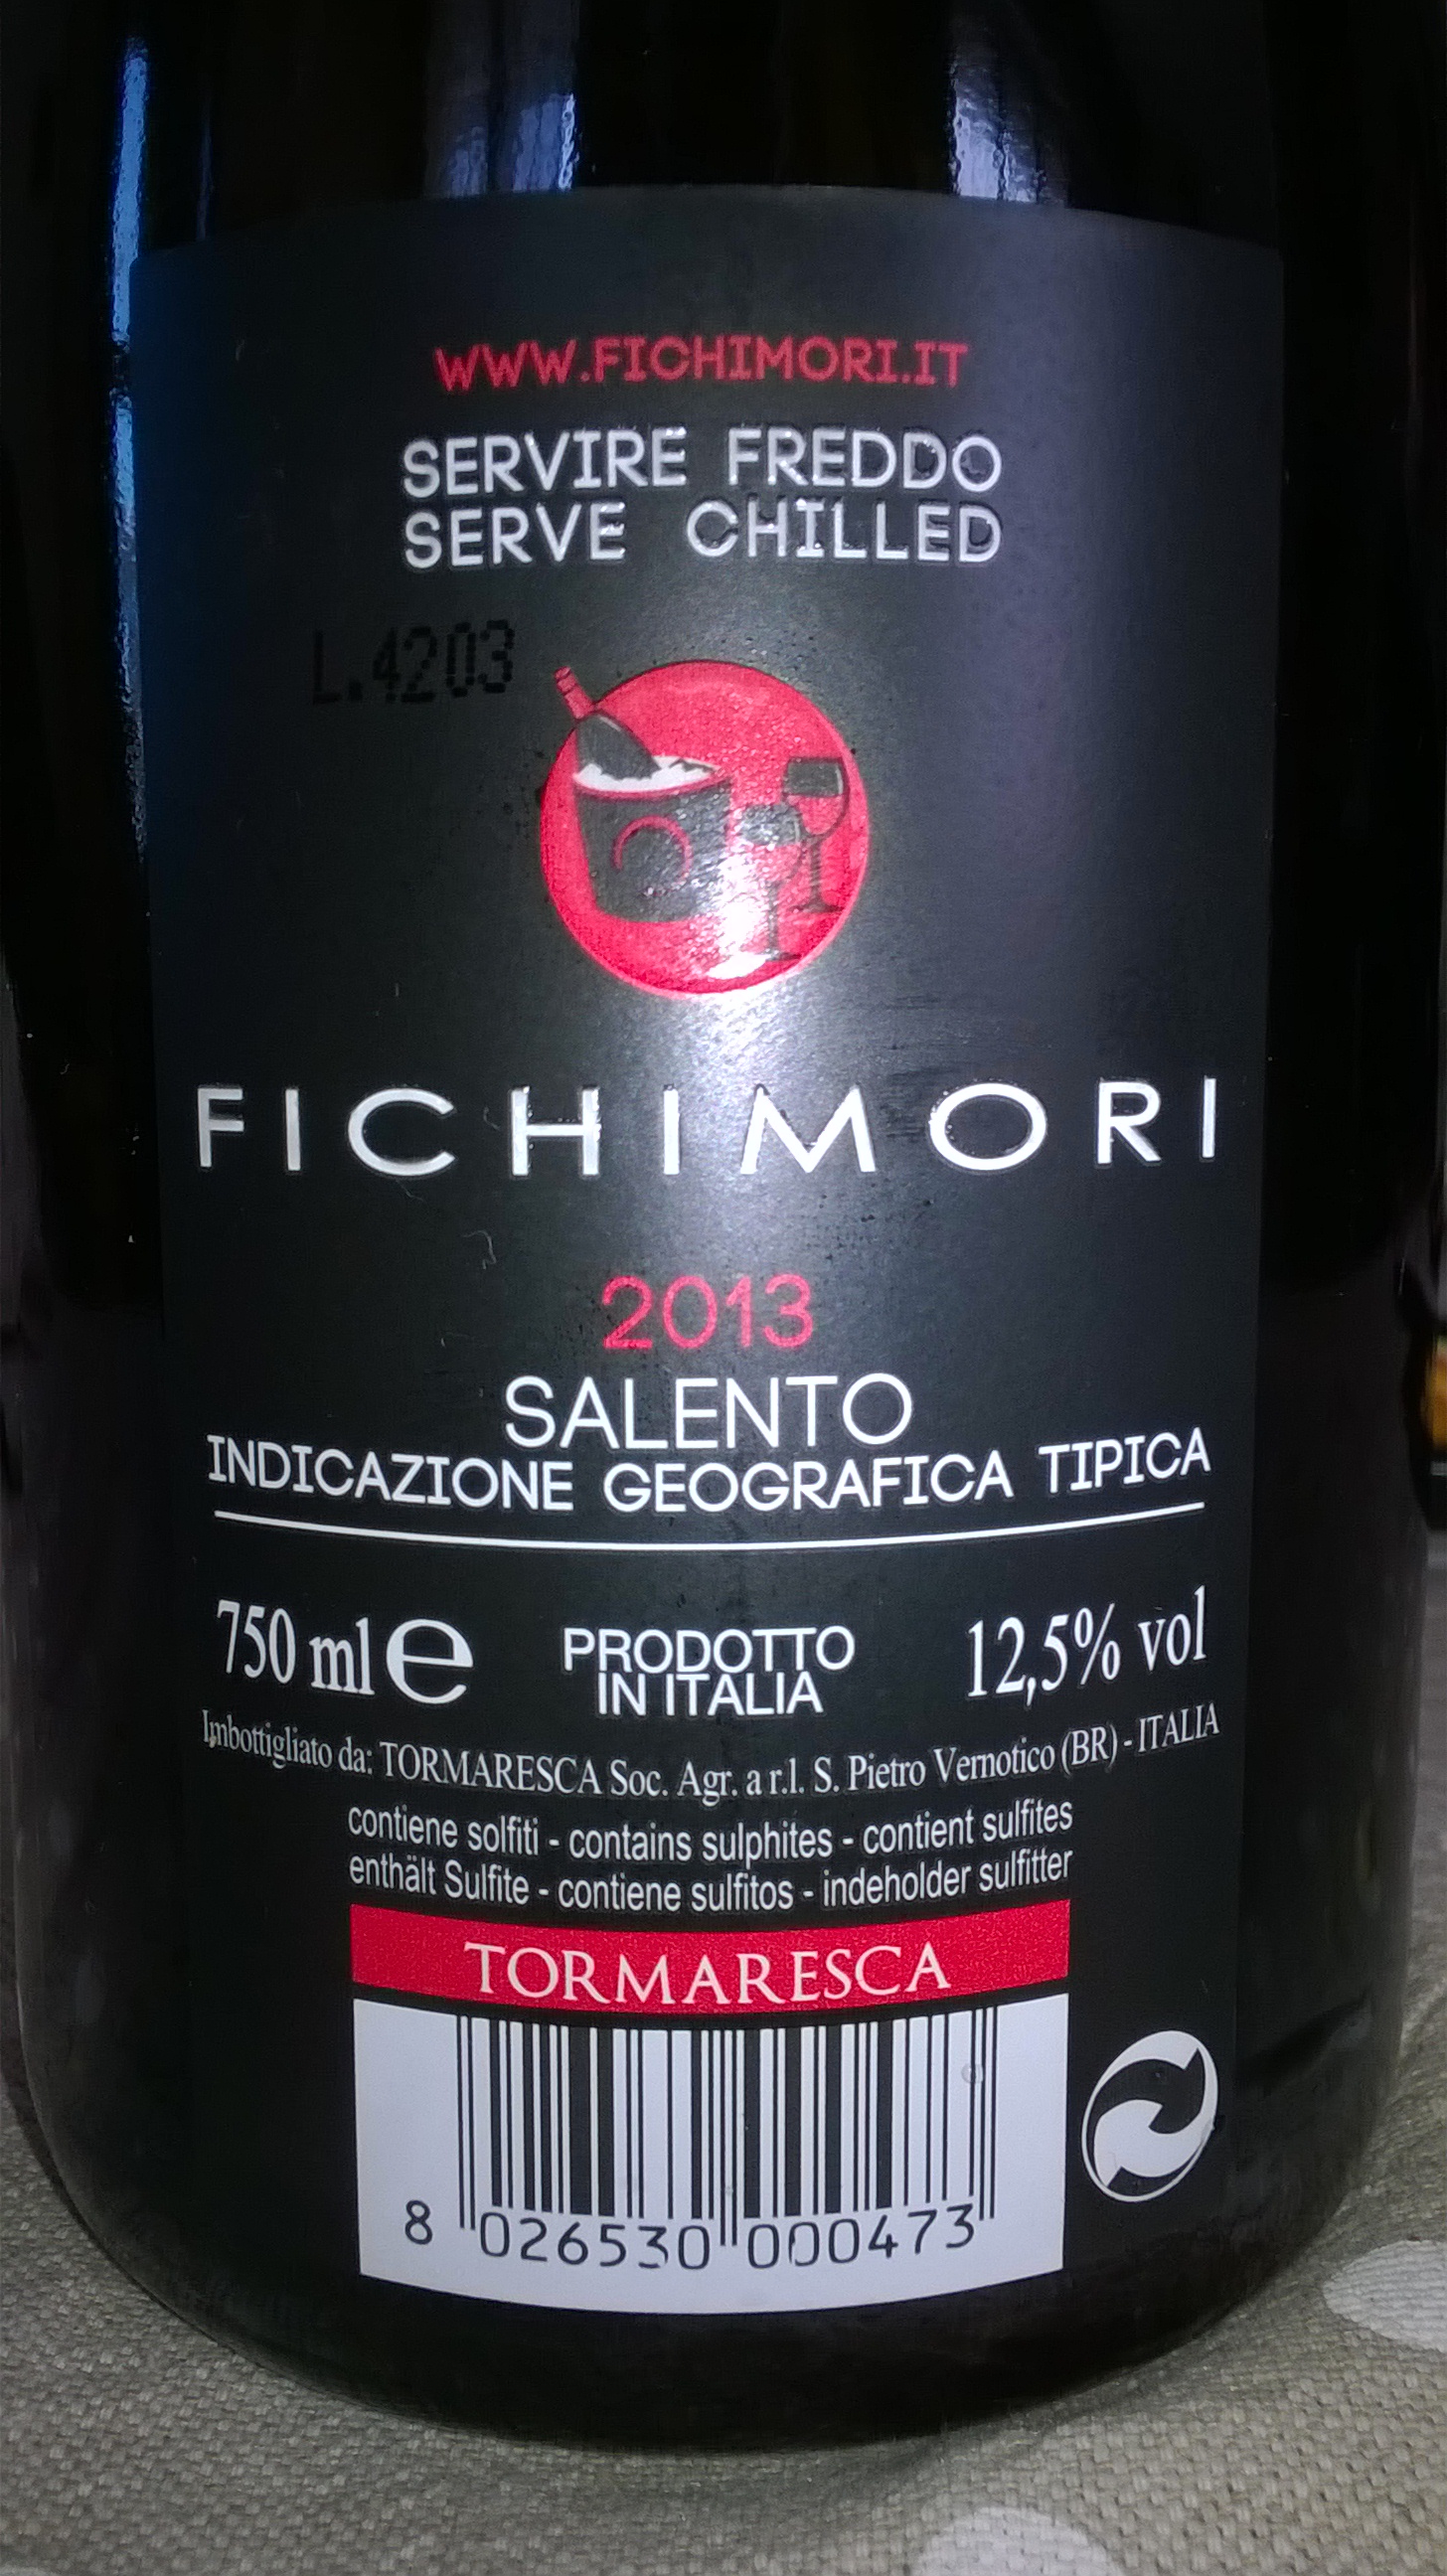 WWW.FICHIMORI.IT
SERVIRE FREDDO
SERVE CHILLED
L.4203
FICHIMORI
2013
SALENTO
INDICAZIONE GEOGRAFICA TIPICA
750 ml e
PRODOTTO
IN ITALIA
12,5% vol
Imbottigliato da: TORMARESCA Soc. Agr. a r.l. S. Pietro Vernotico (BR) - ITALIA
contiene solfiti - contains sulphites - contient sulfites
enthält Sulfite - contiene sulfitos - indeholder sulfitter
TORMARESCA
8 026530 000473